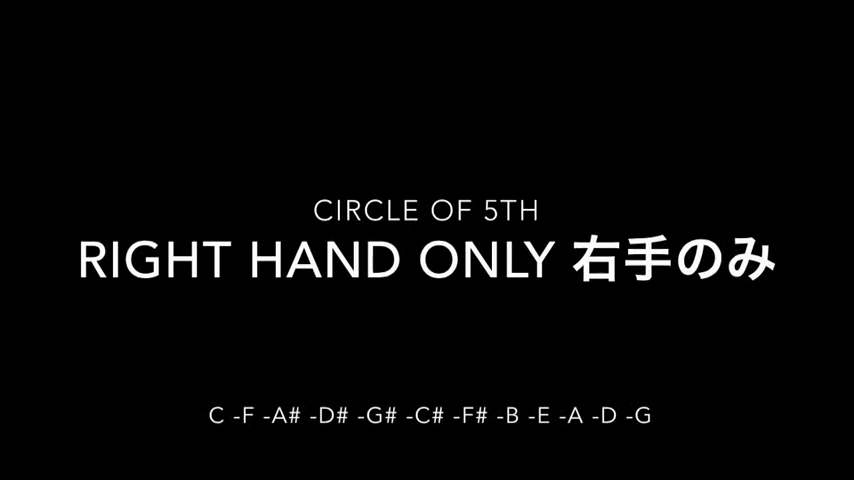 CIRCLE OF 5TH
RIGHT HAND ONLY 右手のみ
C -F -A# -D# -G# -C# -F# -B -E -A -D -G